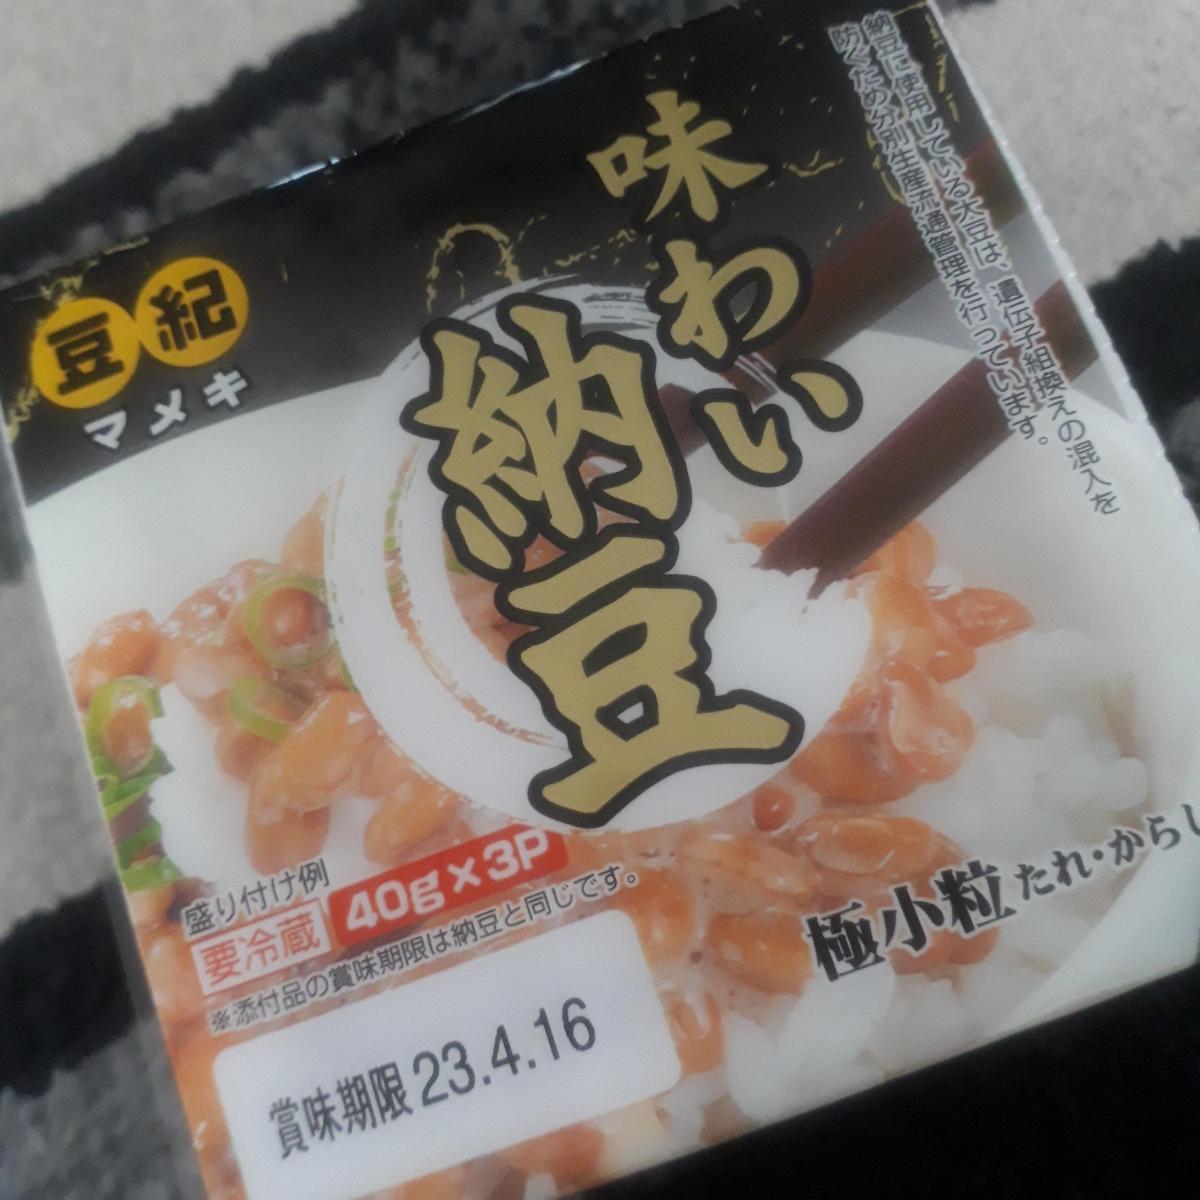 納豆に使用している大豆は、遺伝子組換えの混入を
防ぐため分別生産流通管理を行っています。
味わい
納豆
豆紀
マメキ
盛り付け例
要冷蔵 40g×3P
※添付品の賞味期限は納豆と同じです。
極小粒 たれ・からし
賞味期限 23.4.16